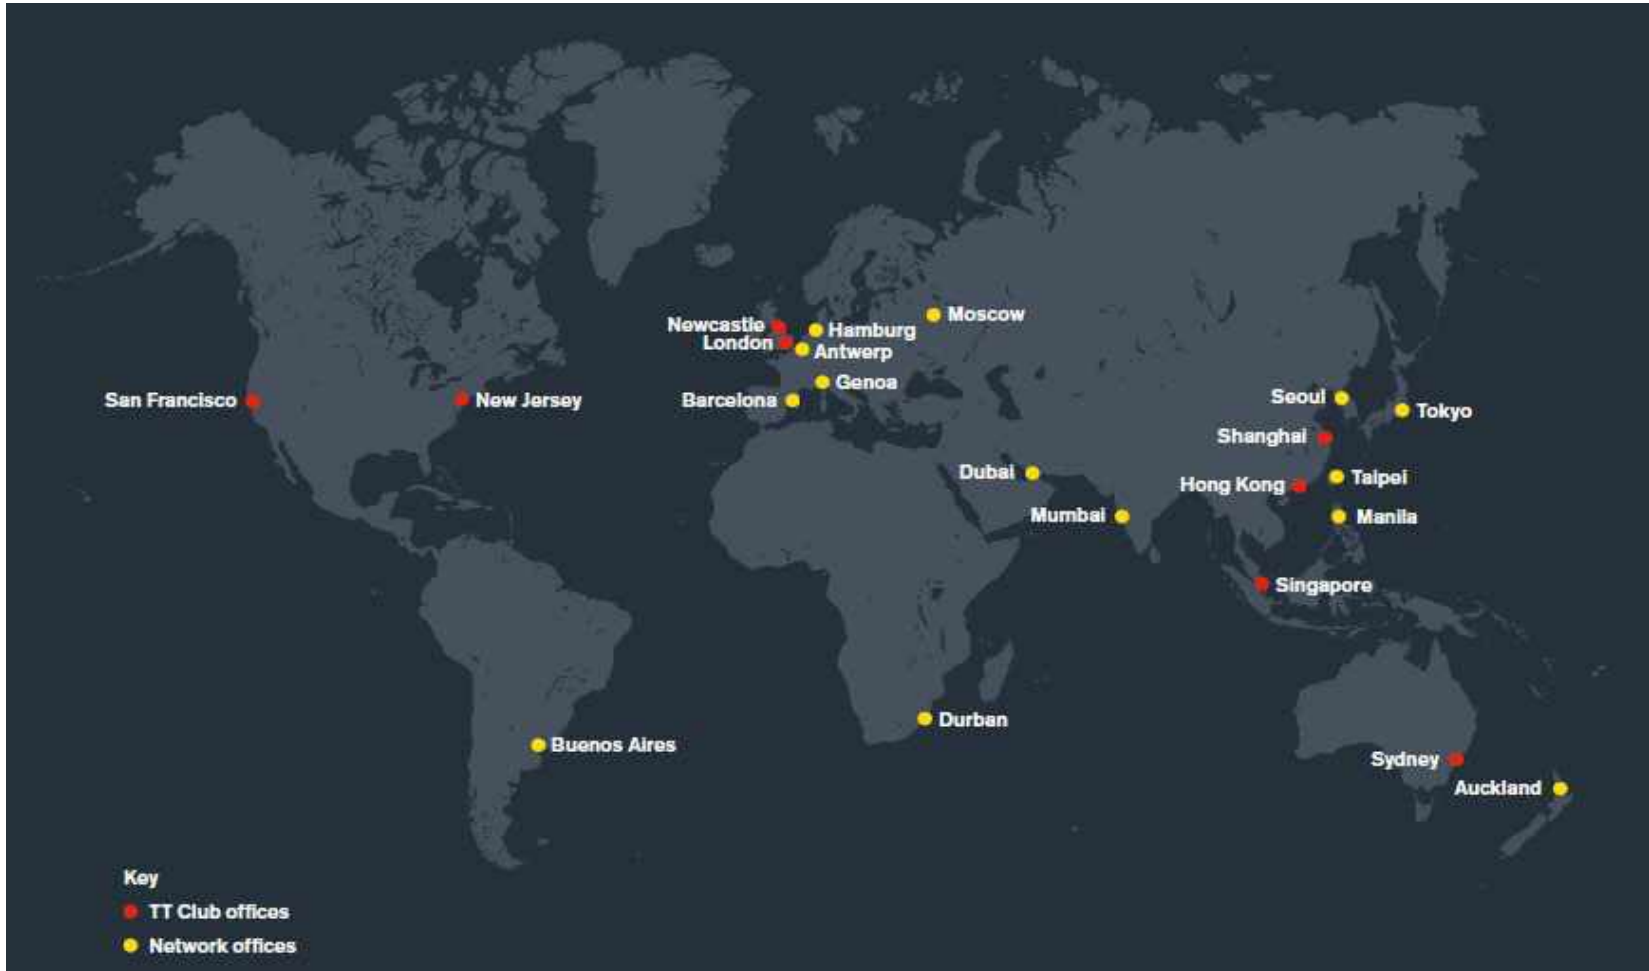 Moscow
Newcastle
Hamburg
London
Antwerp
Genoa
San Francisco
New Jersey
Barcelona
Seoul
Tokyo
Shanghai
Dubai
Taipei
Hong Kong
Mumbai
Manila
Singapore
Durban
Buenos Aires
Sydney
Auckland
Key
TT Club offices
Network offices